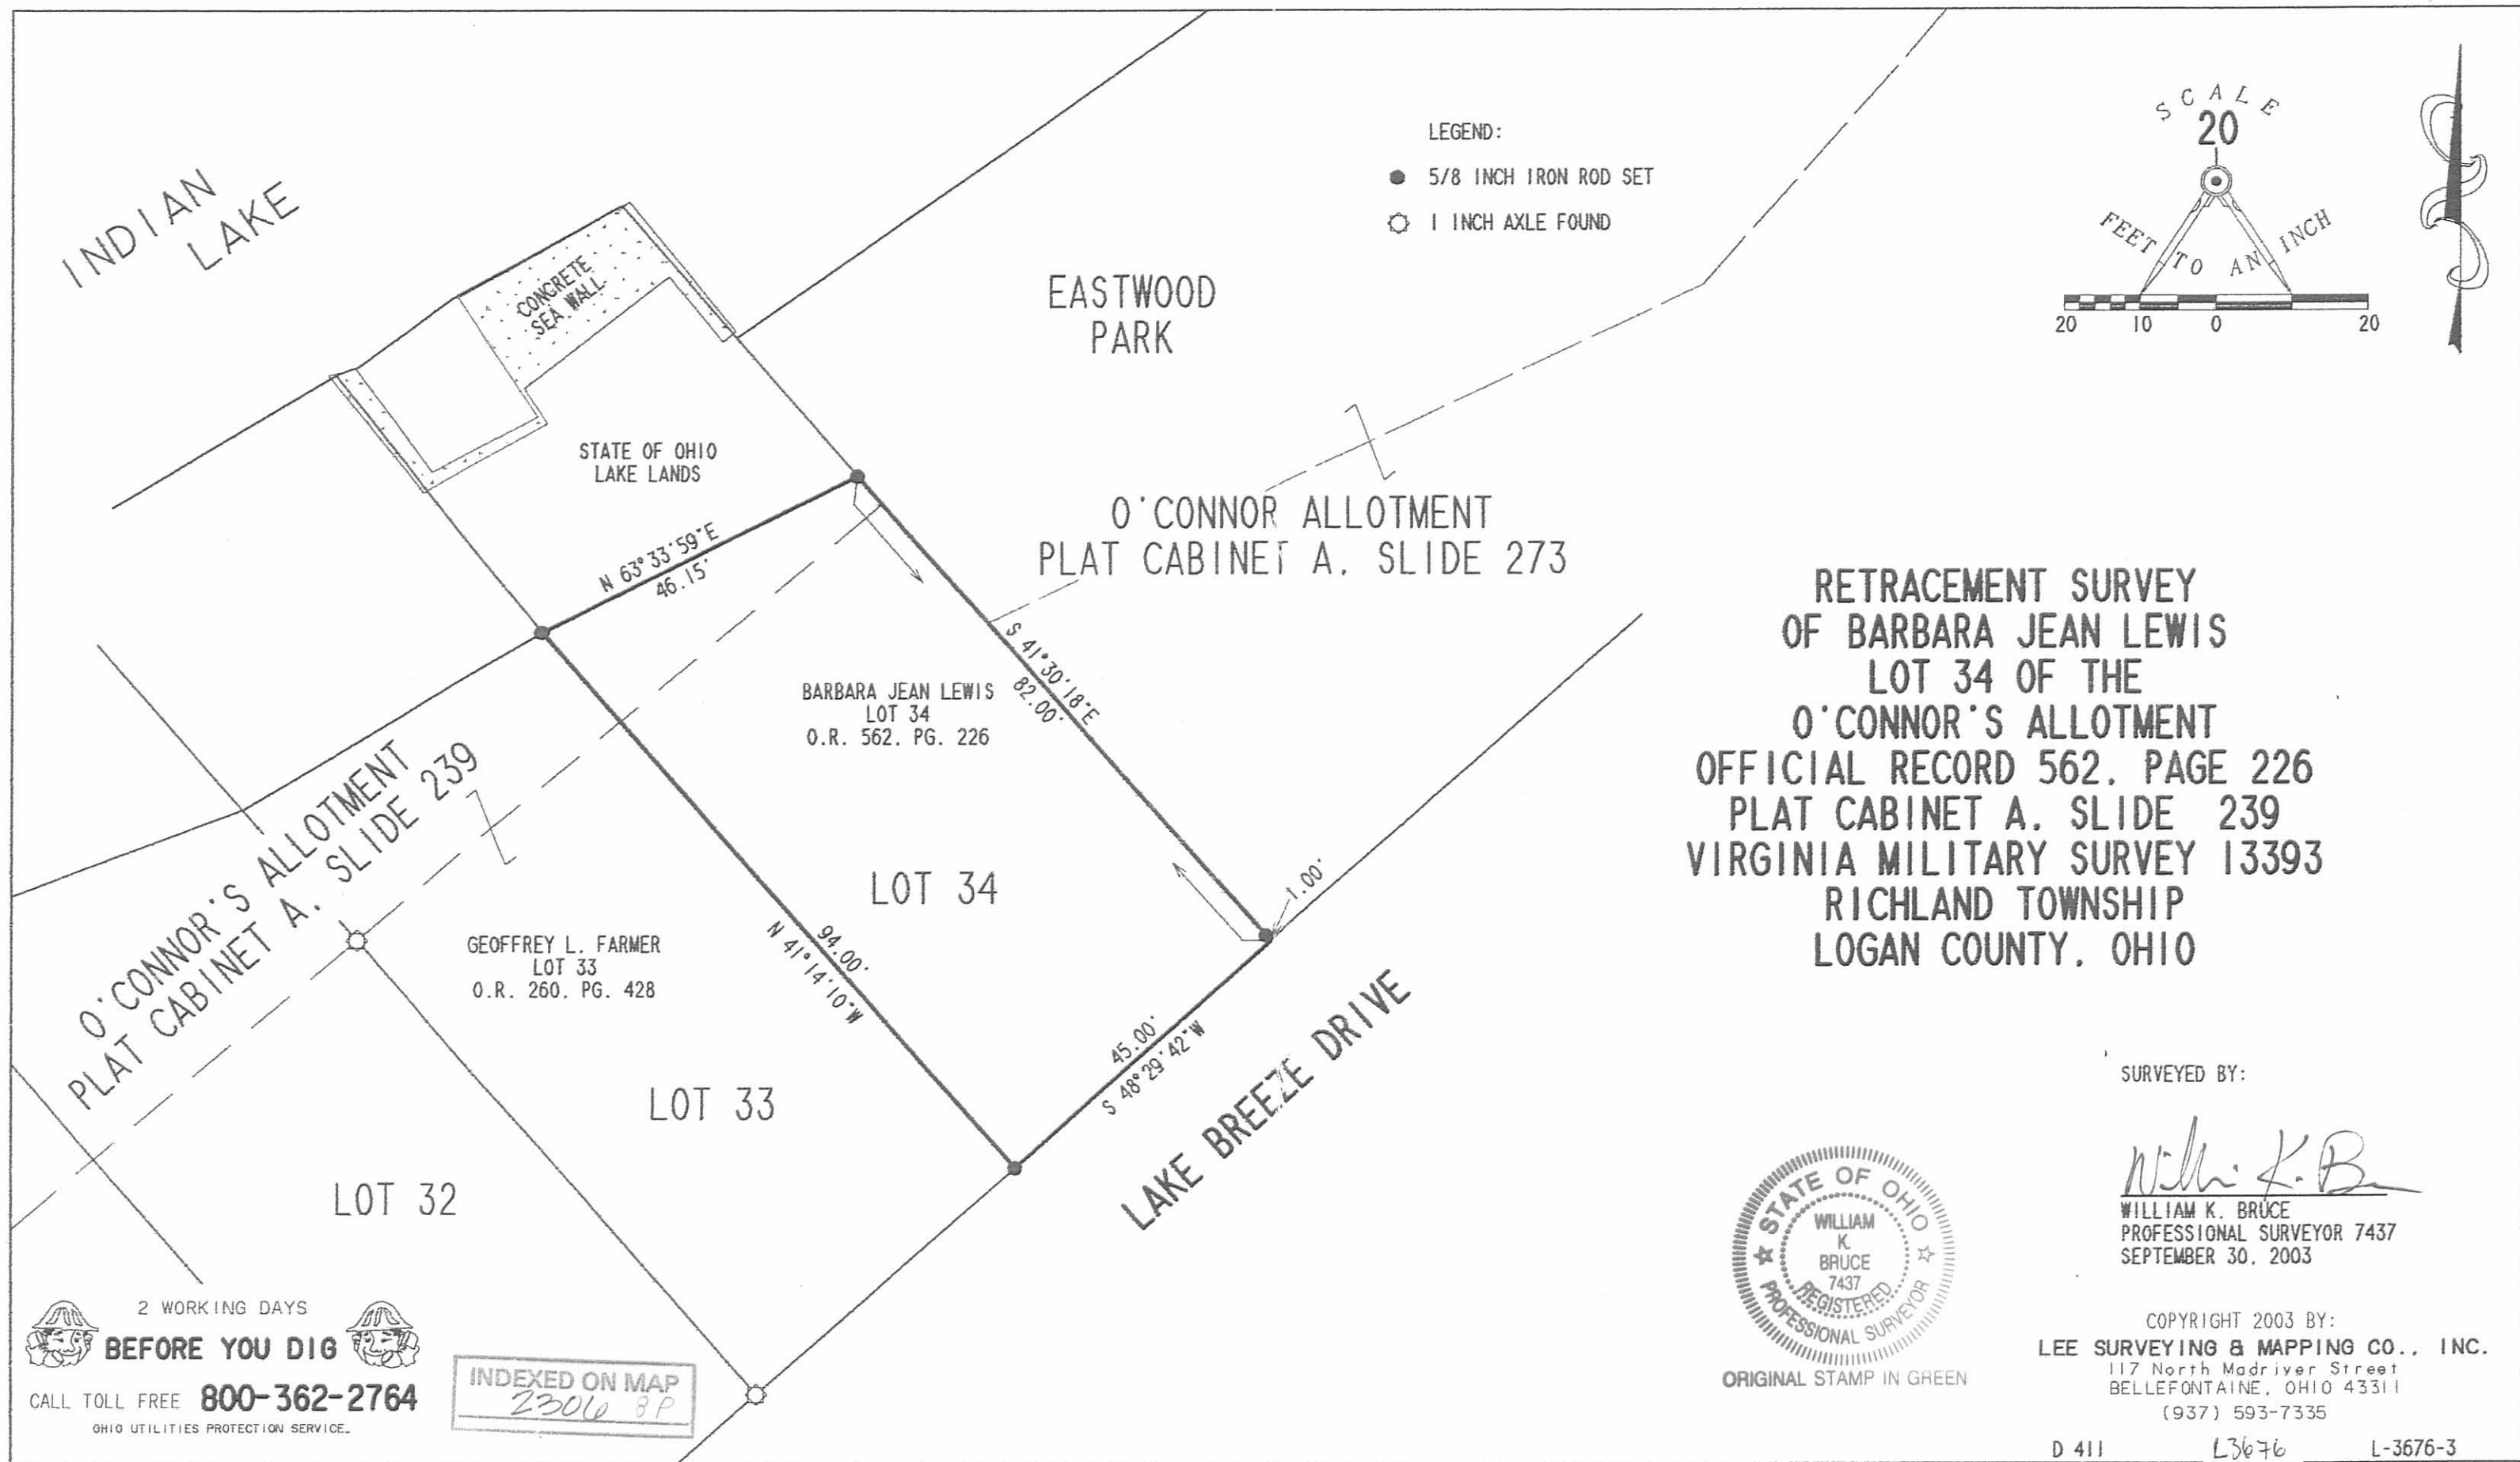 INDIAN
LAKE
CONCRETE
SEA WALL
STATE OF OHIO
LAKE LANDS
EASTWOOD
PARK
LEGEND:
5/8 INCH IRON ROD SET
1 INCH AXLE FOUND
SCALE
20
FEET TO AN INCH
20 10 0 20
O'CONNOR ALLOTMENT
PLAT CABINET A. SLIDE 273
N 63°33'59"E
46.15'
S 41°30'18"E
82.00'
BARBARA JEAN LEWIS
LOT 34
O.R. 562. PG. 226
LOT 34
1.00'
O'CONNOR'S ALLOTMENT
PLAT CABINET A. SLIDE 239
GEOFFREY L. FARMER
LOT 33
O.R. 260. PG. 428
94.00'
N 41°14'10"W
45.00'
S 48°29'42"W
LAKE BREEZE DRIVE
LOT 33
LOT 32
RETRACEMENT SURVEY
OF BARBARA JEAN LEWIS
LOT 34 OF THE
O'CONNOR'S ALLOTMENT
OFFICIAL RECORD 562. PAGE 226
PLAT CABINET A. SLIDE 239
VIRGINIA MILITARY SURVEY 13393
RICHLAND TOWNSHIP
LOGAN COUNTY. OHIO
SURVEYED BY:
William K. Bruce
WILLIAM K. BRUCE
PROFESSIONAL SURVEYOR 7437
SEPTEMBER 30. 2003
STATE OF OHIO
WILLIAM
K.
BRUCE
7437
REGISTERED
PROFESSIONAL SURVEYOR
ORIGINAL STAMP IN GREEN
COPYRIGHT 2003 BY:
LEE SURVEYING & MAPPING CO., INC.
117 North Madriver Street
BELLEFONTAINE, OHIO 43311
(937) 593-7335
D 411 L3676 L-3676-3
2 WORKING DAYS
BEFORE YOU DIG
CALL TOLL FREE 800-362-2764
OHIO UTILITIES PROTECTION SERVICE.
INDEXED ON MAP
2306 BP